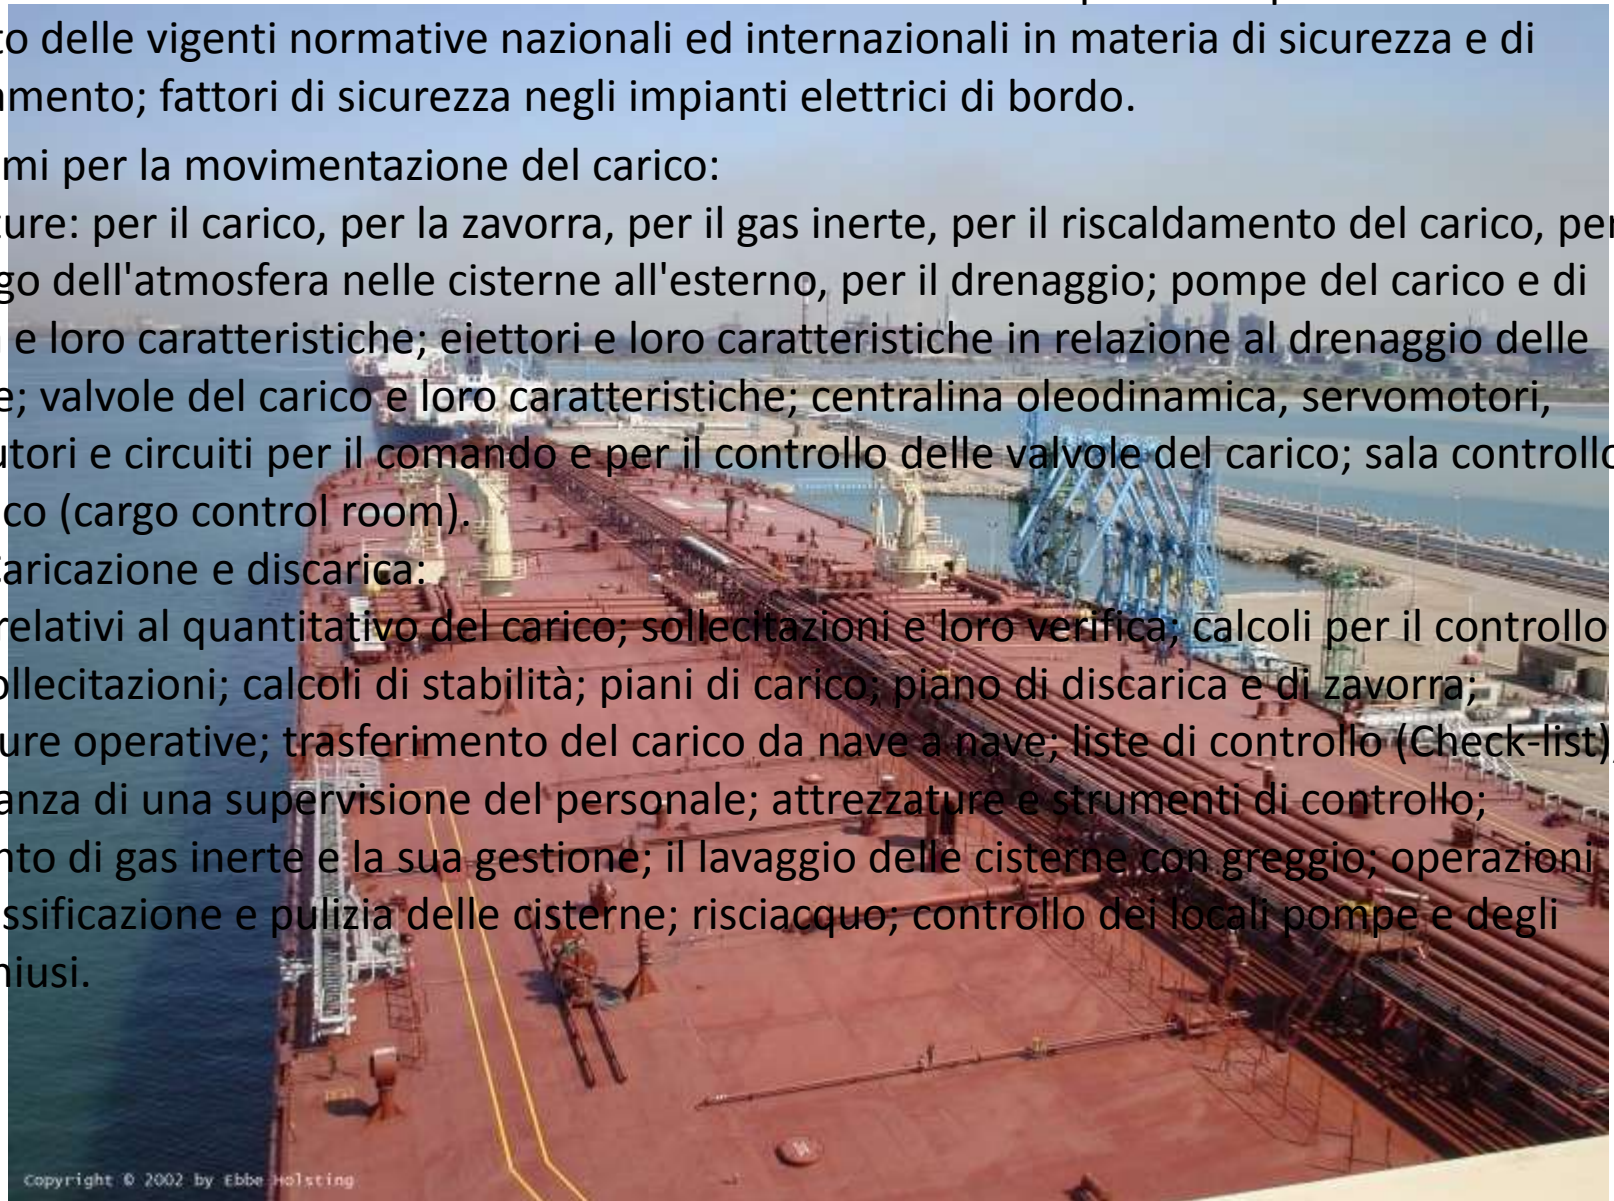 to delle vigenti normative nazionali ed internazionali in materia di sicurezza e di
amento; fattori di sicurezza negli impianti elettrici di bordo.
mi per la movimentazione del carico:
ture: per il carico, per la zavorra, per il gas inerte, per il riscaldamento del carico, per
go dell'atmosfera nelle cisterne all'esterno, per il drenaggio; pompe del carico e di
e loro caratteristiche; eiettori e loro caratteristiche in relazione al drenaggio delle
e; valvole del carico e loro caratteristiche; centralina oleodinamica, servomotori,
utori e circuiti per il comando e per il controllo delle valvole del carico; sala controllo
co (cargo control room).
aricazione e discarica:
relativi al quantitativo del carico; sollecitazioni e loro verifica; calcoli per il controllo
ollecitazioni; calcoli di stabilità; piani di carico; piano di discarica e di zavorra;
ure operative; trasferimento del carico da nave a nave; liste di controllo (Check-list)
anza di una supervisione del personale; attrezzature e strumenti di controllo;
nto di gas inerte e la sua gestione; il lavaggio delle cisterne con greggio; operazioni
ssificazione e pulizia delle cisterne; risciacquo; controllo dei locali pompe e degli
hiusi.
Copyright © 2002 by Ebbe Holsting